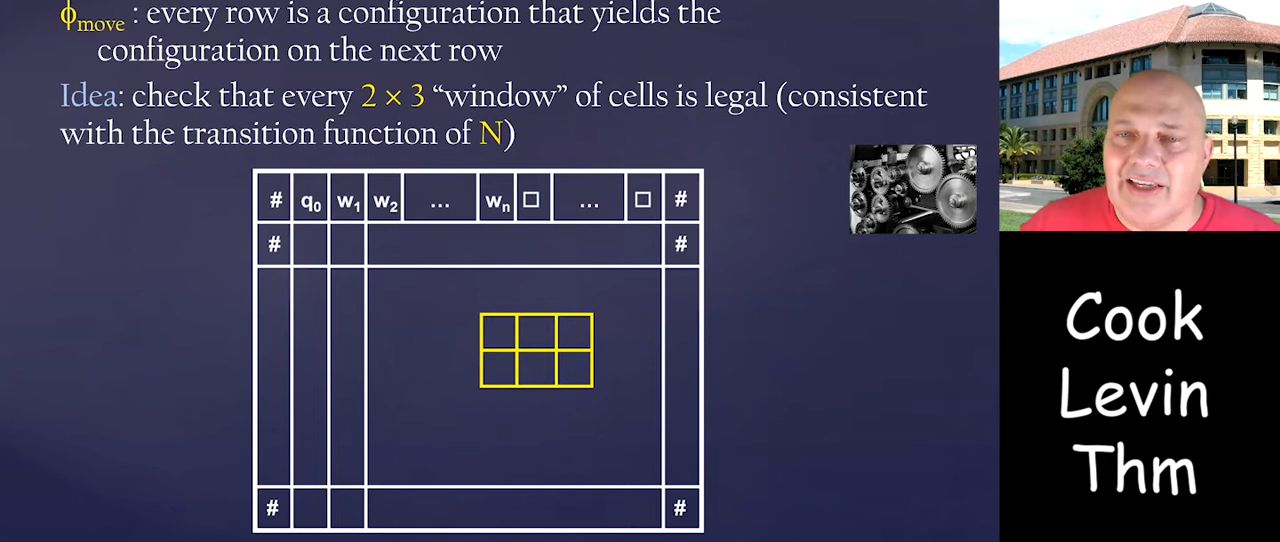 ϕmove : every row is a configuration that yields the
configuration on the next row
Idea: check that every 2 × 3 “window” of cells is legal (consistent
with the transition function of N)
# q0 w1 w2 ... wn □ ... □ #
# #
# #
Cook
Levin
Thm